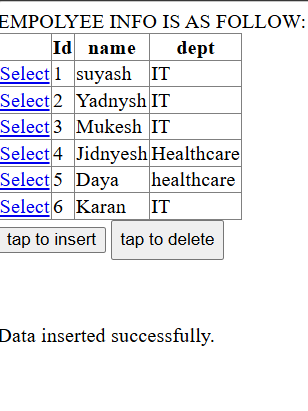 EMPOLYEE INFO IS AS FOLLOW:
Id name dept
Select 1 suyash IT
Select 2 Yadnysh IT
Select 3 Mukesh IT
Select 4 Jidnyesh Healthcare
Select 5 Daya healthcare
Select 6 Karan IT
tap to insert tap to delete
Data inserted successfully.